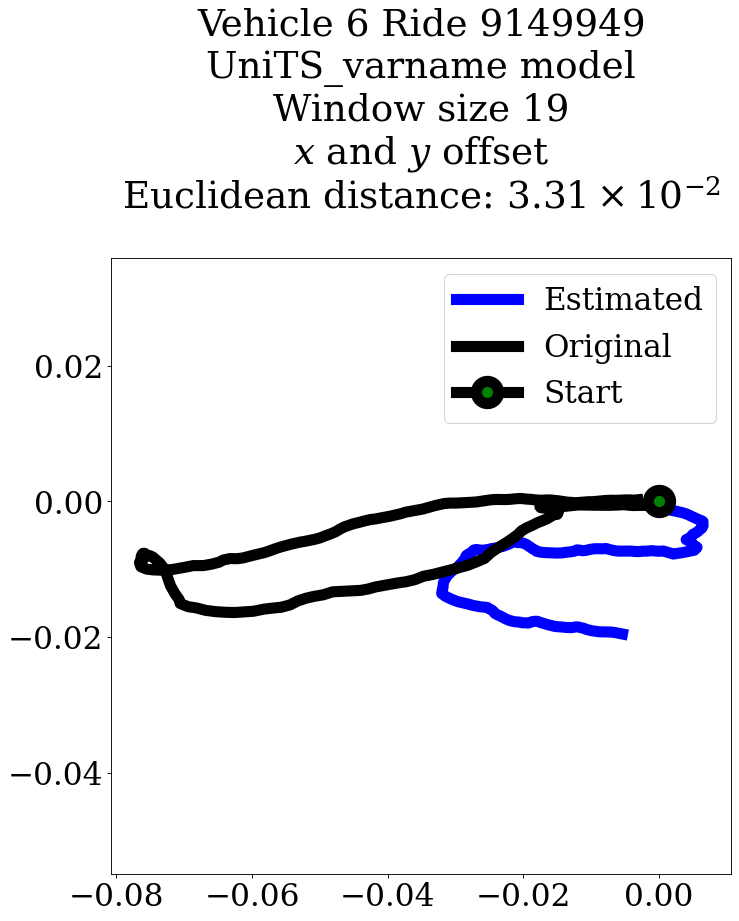 Vehicle 6 Ride 9149949
UniTS_varname model
Window size 19
x and y offset
Euclidean distance: 3.31 × 10⁻²
Estimated
Original
Start
0.02
0.00
−0.02
−0.04
−0.08 −0.06 −0.04 −0.02 0.00